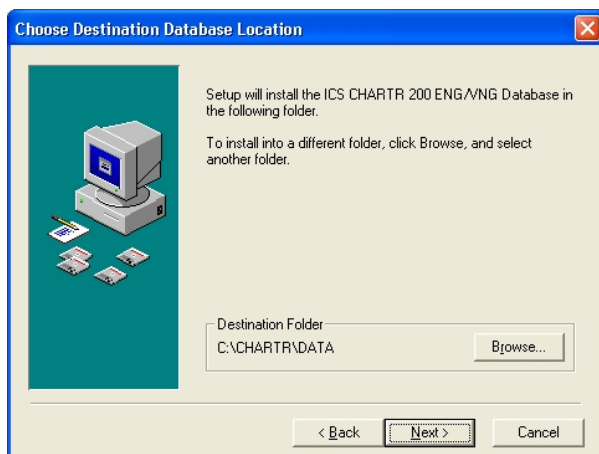 Choose Destination Database Location
Setup will install the ICS CHARTR 200 ENG/VNG Database in
the following folder.
To install into a different folder, click Browse, and select
another folder.
Destination Folder
C:\CHARTR\DATA
Browse...
< Back
Next >
Cancel